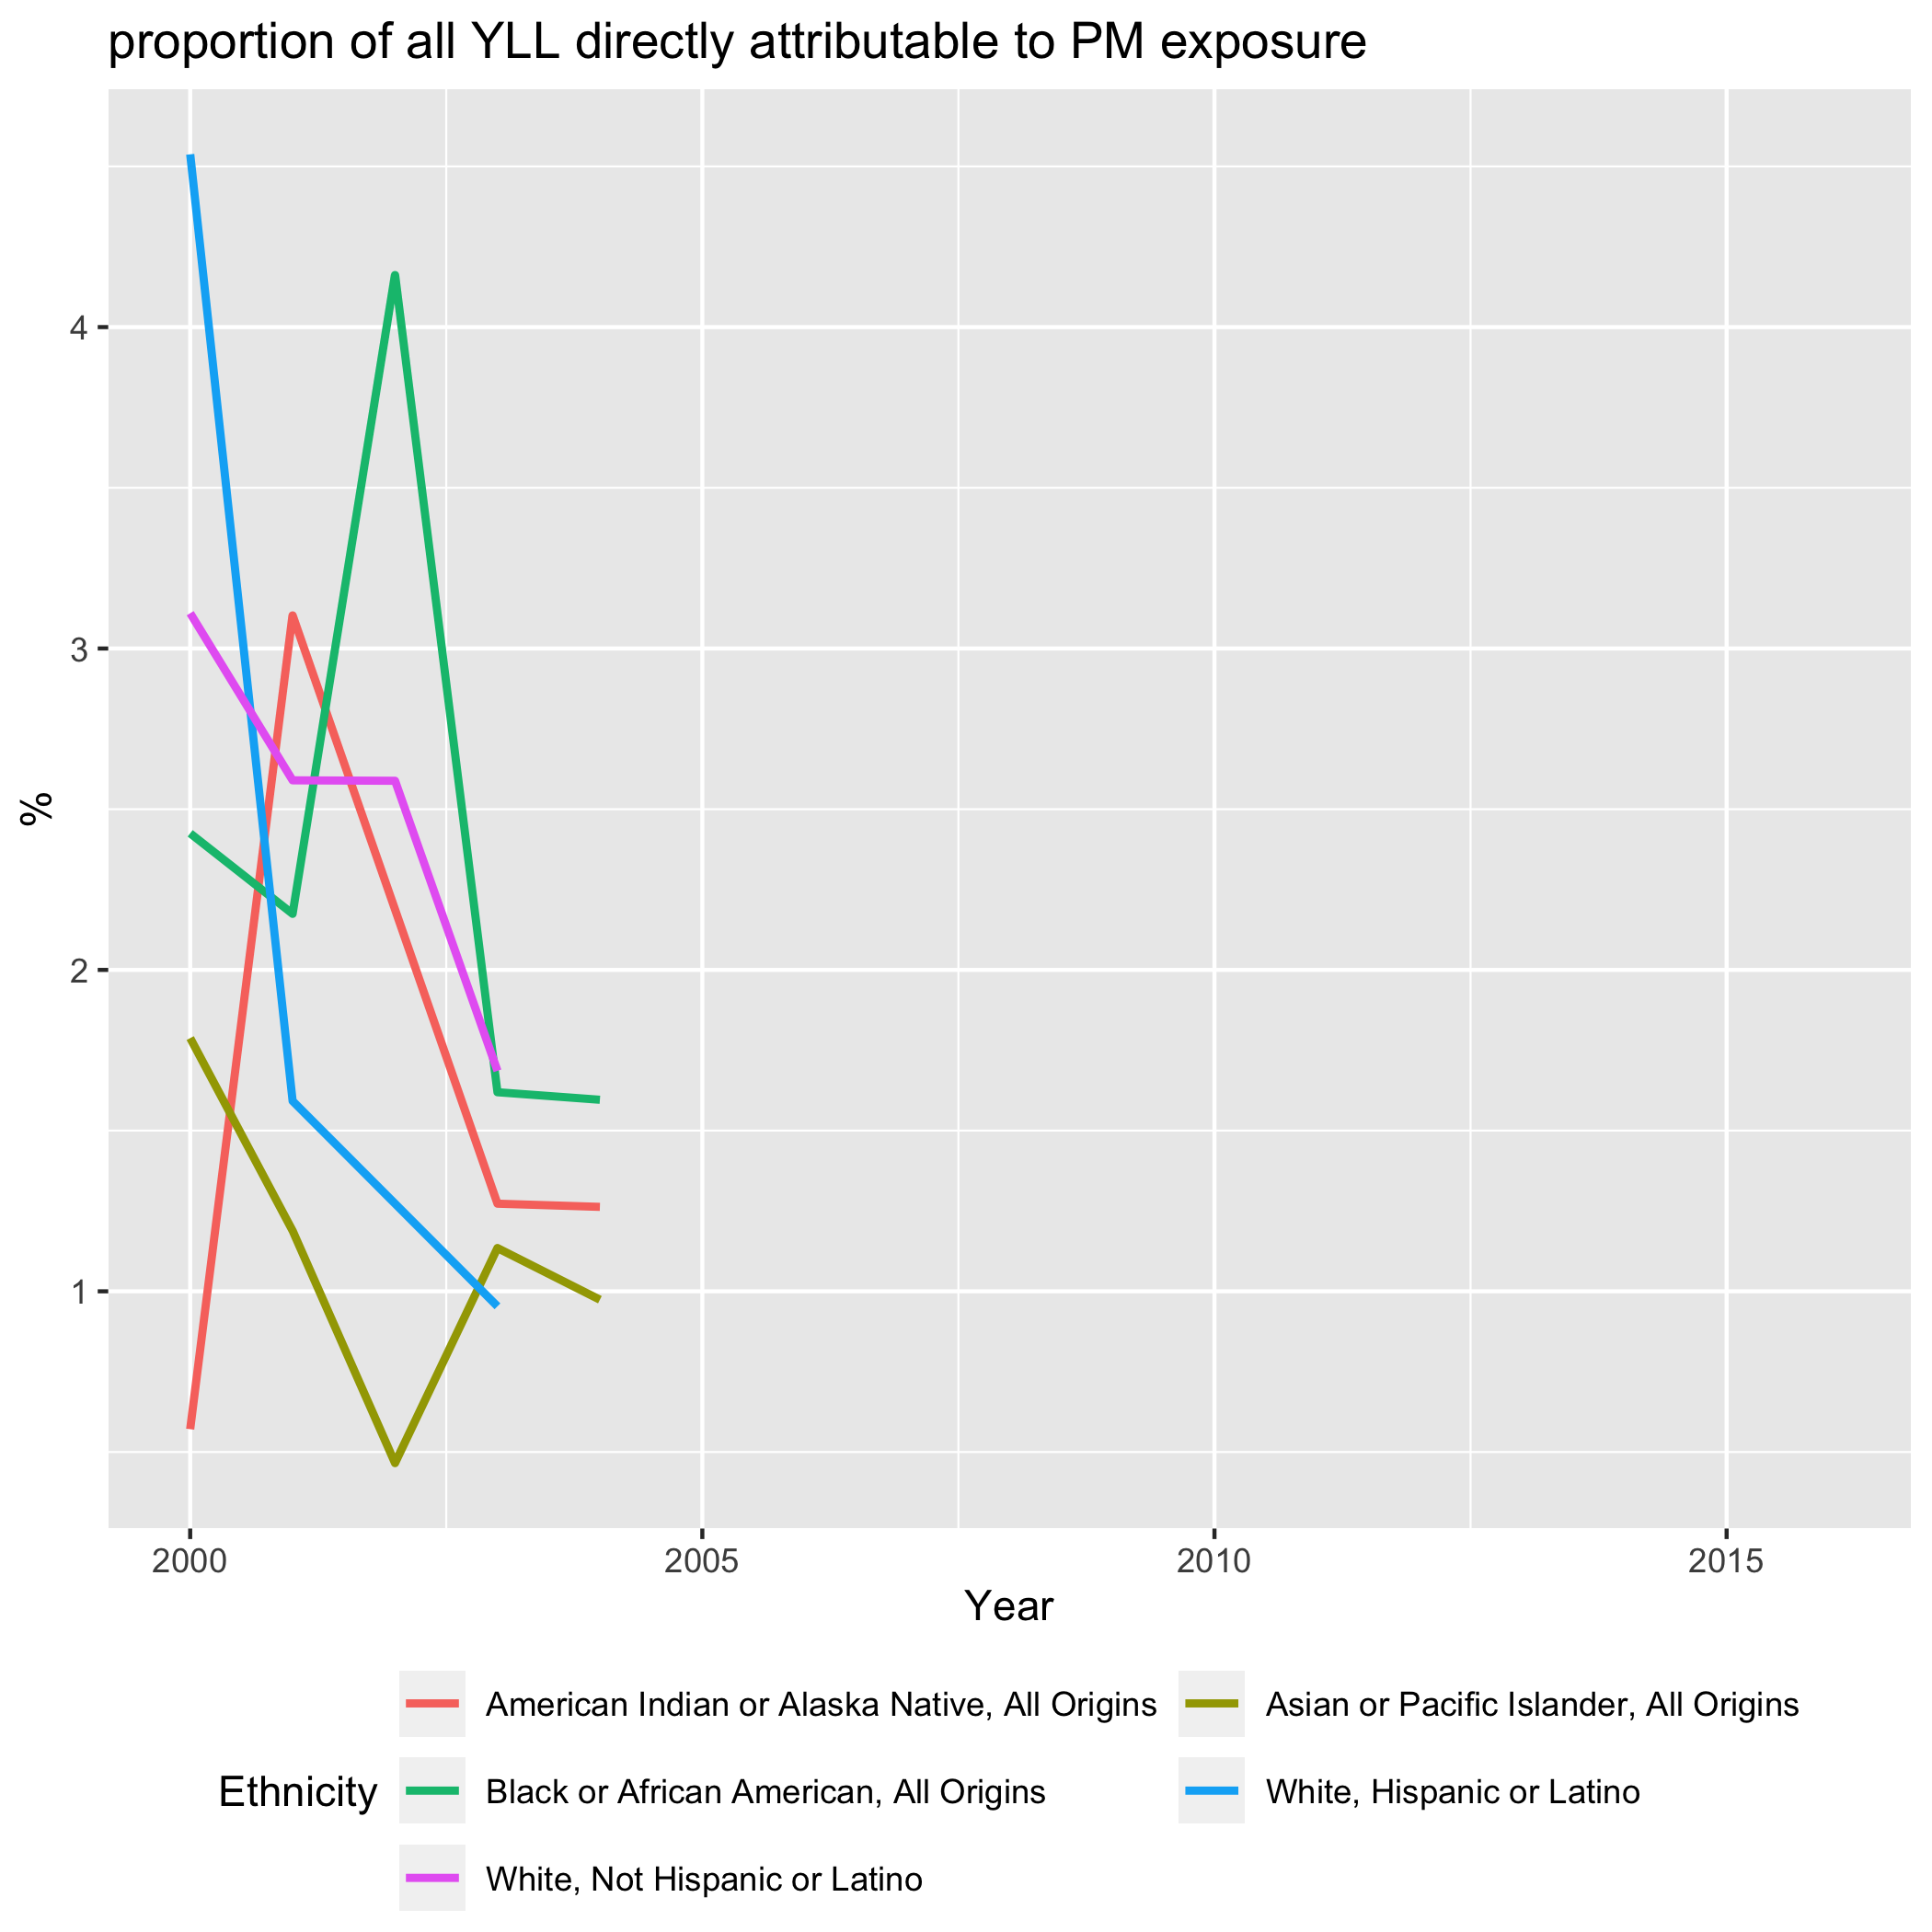 proportion of all YLL directly attributable to PM exposure
%
4
3
2
1
2000 2005 2010 2015
Year
Ethnicity
American Indian or Alaska Native, All Origins
Asian or Pacific Islander, All Origins
Black or African American, All Origins
White, Hispanic or Latino
White, Not Hispanic or Latino